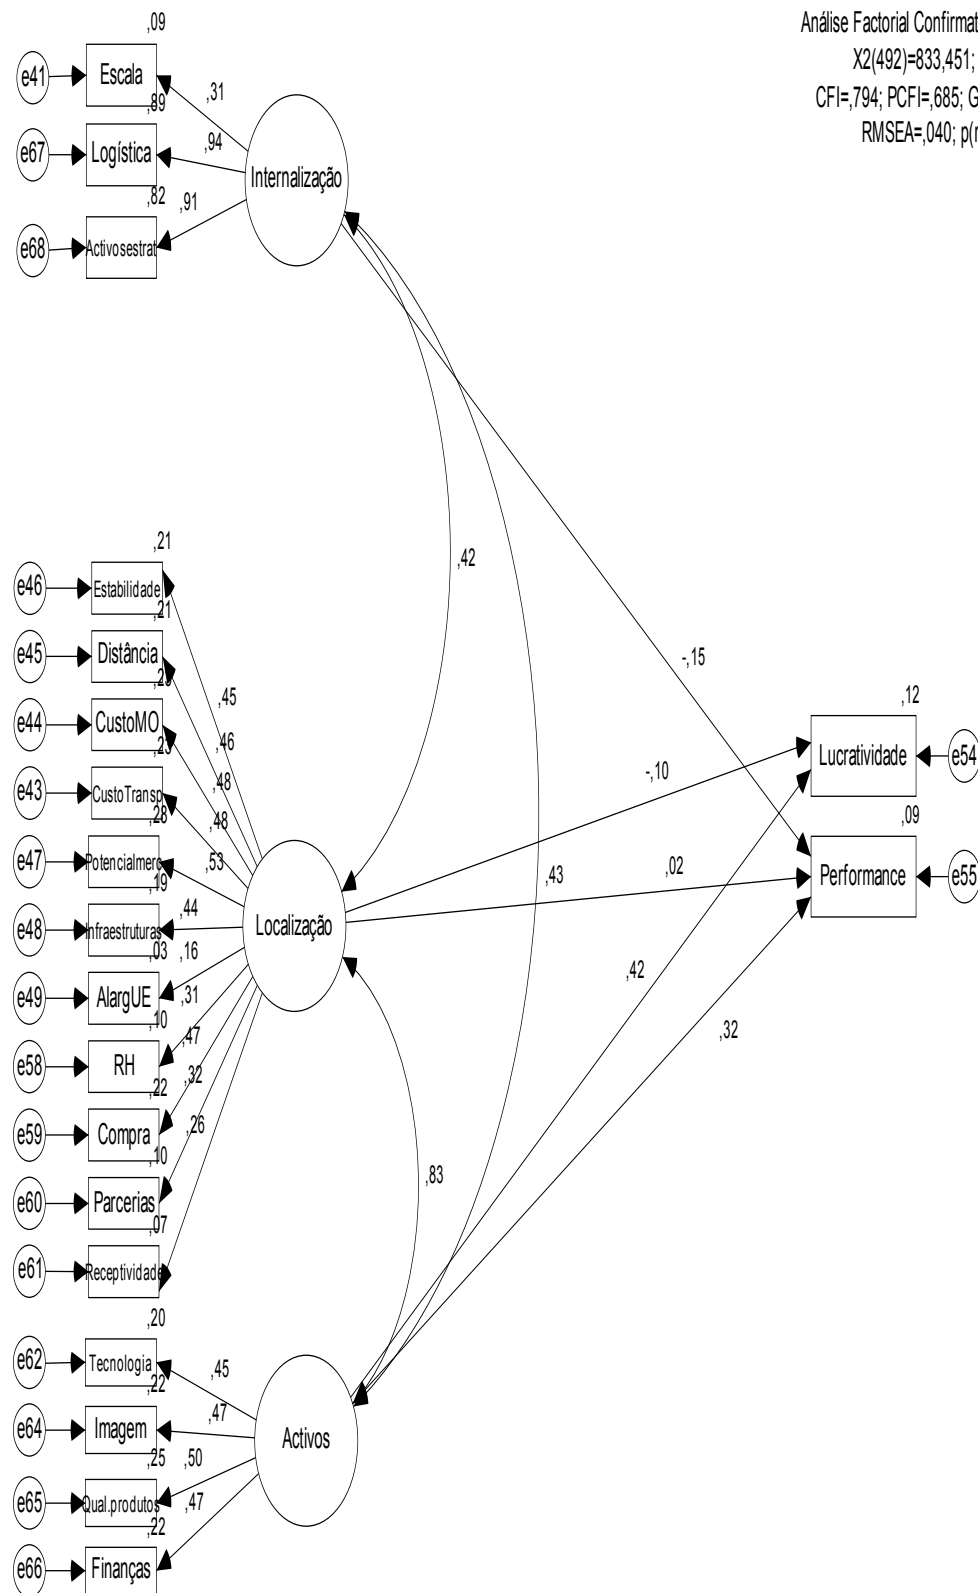 Análise Factorial Confirmat
X2(492)=833,451;
CFI=,794; PCFI=,685; G
RMSEA=,040; p(r
,09
e41
Escala
,31
,89
e67
Logística
,94
Internalização
,82
,91
e68
Activosestrat
,42
,21
e46
Estabilidade
,21
e45
Distância
-,15
,45
,12
e44
CustoMO
,46
Lucratividade
e54
,23
-,10
e43
CustoTransp
,48
,28
,48
,09
e47
Potencialmerc
,53
,43
,02
Performance
e55
,19
,44
e48
Infraestruturas
Localização
,03
,16
,42
e49
AlargUE
,31
,10
,47
,32
e58
RH
,32
,22
,26
e59
Compra
,10
,83
e60
Parcerias
,07
e61
Receptividade
,20
e62
Tecnologia
,45
,22
,47
e64
Imagem
Activos
,25
,50
e65
Qual.produtos
,47
,22
e66
Finanças